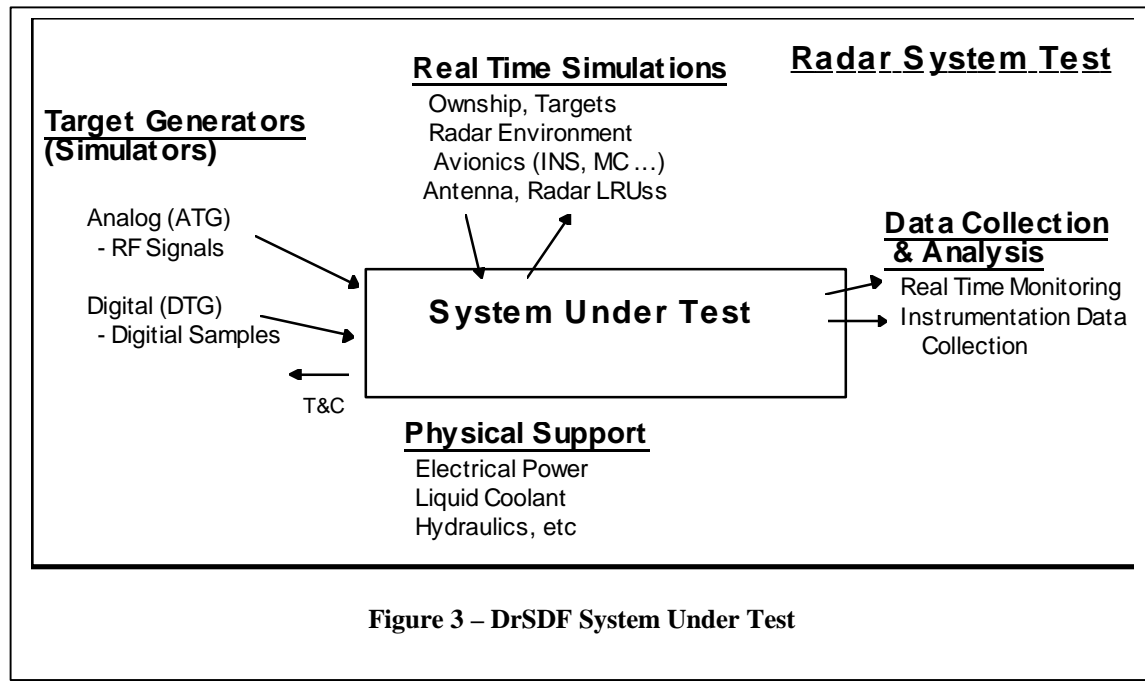 Radar System Test
Real Time Simulations
Ownship, Targets
Radar Environment
Avionics (INS, MC ...)
Antenna, Radar LRUss
Target Generators
(Simulators)
Analog (ATG)
- RF Signals
Digital (DTG)
- Digitial Samples
T&C
System Under Test
Data Collection
& Analysis
Real Time Monitoring
Instrumentation Data
Collection
Physical Support
Electrical Power
Liquid Coolant
Hydraulics, etc
Figure 3 – DrSDF System Under Test